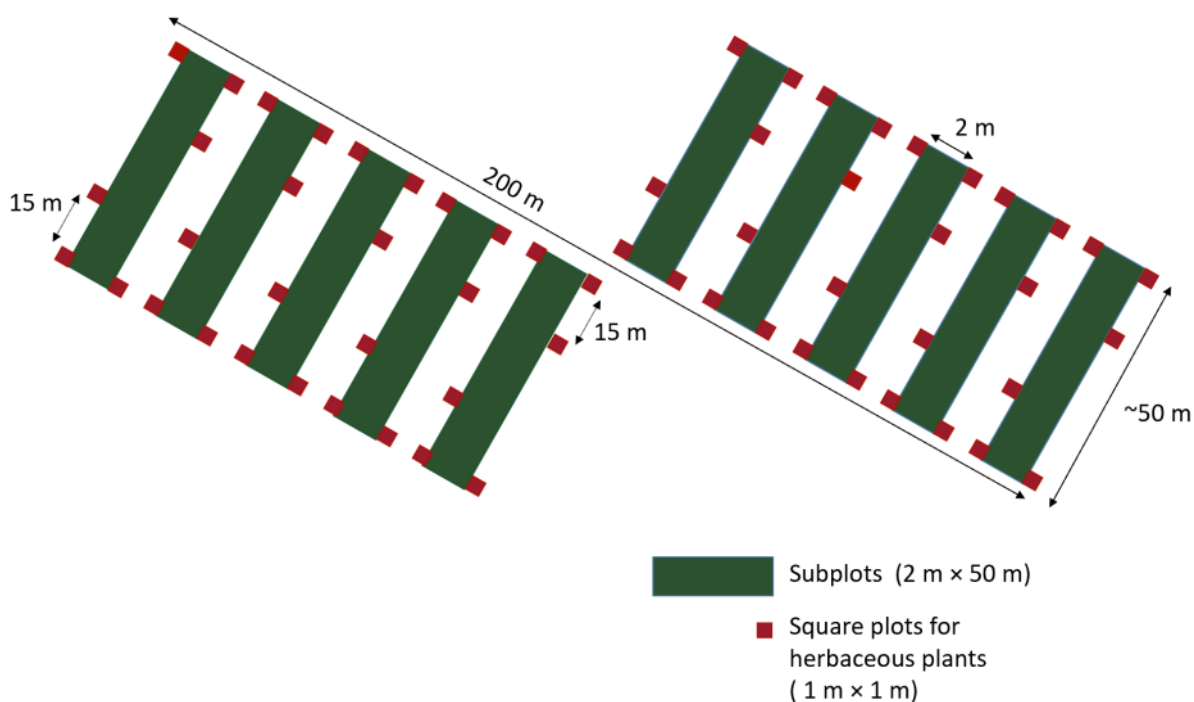 2 m
200 m
15 m
15 m
~50 m
Subplots (2 m × 50 m)
Square plots for
herbaceous plants
( 1 m × 1 m)